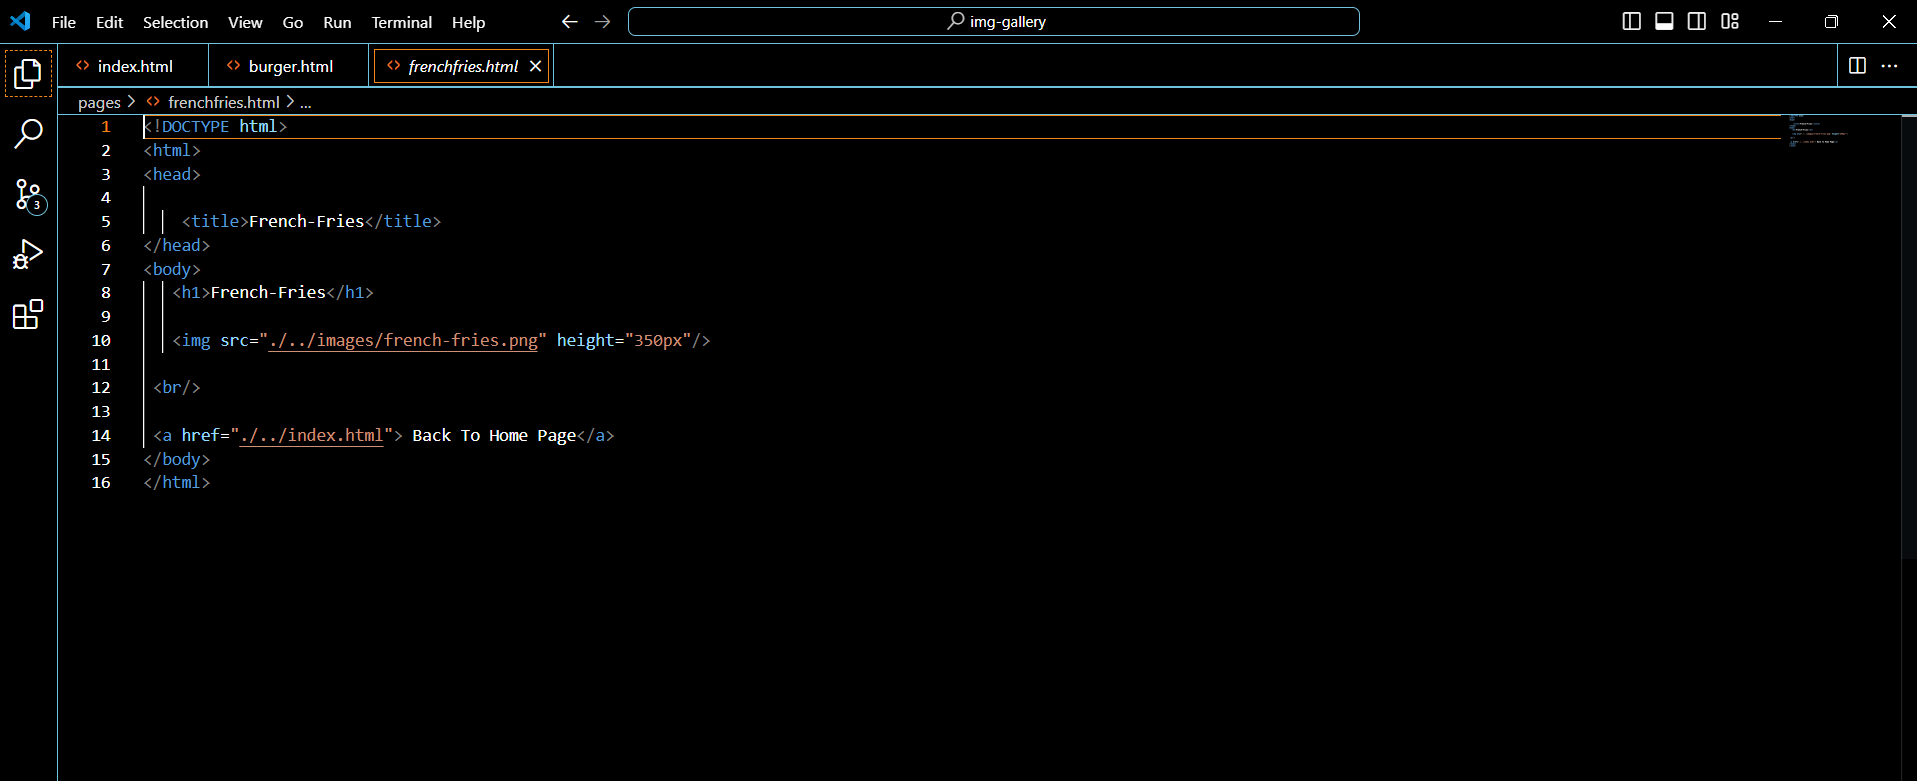 File Edit Selection View Go Run Terminal Help img-gallery
index.html burger.html frenchfries.html
pages > frenchfries.html > ...
1 <!DOCTYPE html>
2 <html>
3 <head>
4
5 <title>French-Fries</title>
6 </head>
7 <body>
8 <h1>French-Fries</h1>
9
10 <img src="./../images/french-fries.png" height="350px"/>
11
12 <br/>
13
14 <a href="./../index.html"> Back To Home Page</a>
15 </body>
16 </html>
3